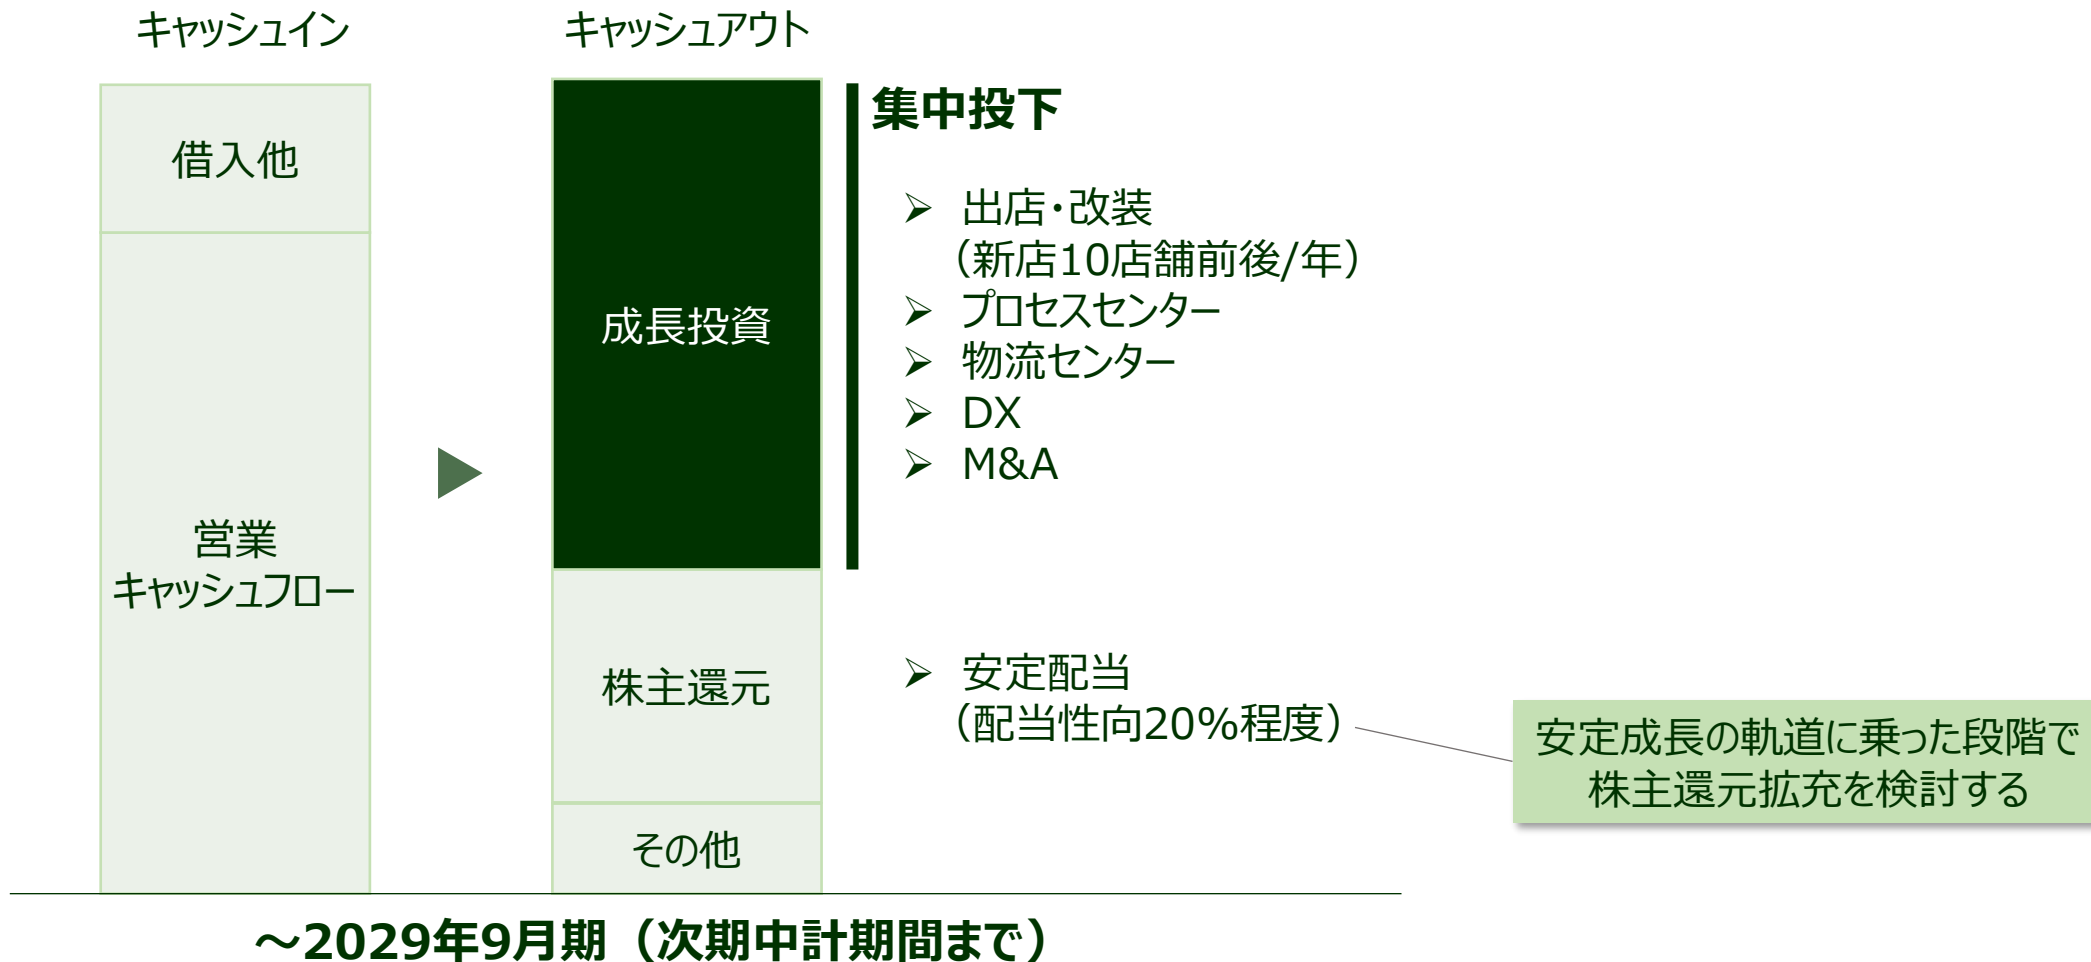 キャッシュイン
キャッシュアウト
借入他
営業
キャッシュフロー
成長投資
株主還元
その他
集中投下
➢ 出店・改装
（新店10店舗前後/年）
➢ プロセスセンター
➢ 物流センター
➢ DX
➢ M&A
➢ 安定配当
（配当性向20%程度）
安定成長の軌道に乗った段階で
株主還元拡充を検討する
～2029年9月期（次期中計期間まで）